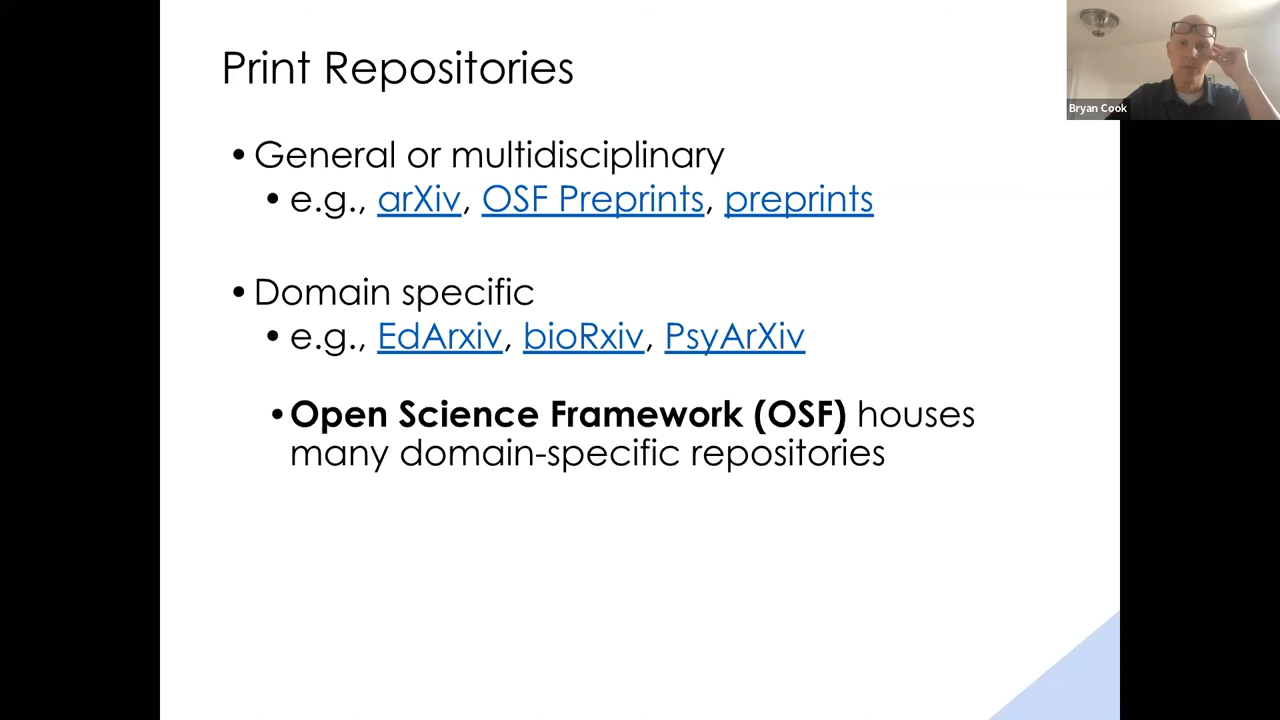 Print Repositories
Bryan Cook
• General or multidisciplinary
• e.g., arXiv, OSF Preprints, preprints
• Domain specific
• e.g., EdArxiv, bioRxiv, PsyArXiv
• Open Science Framework (OSF) houses
many domain-specific repositories